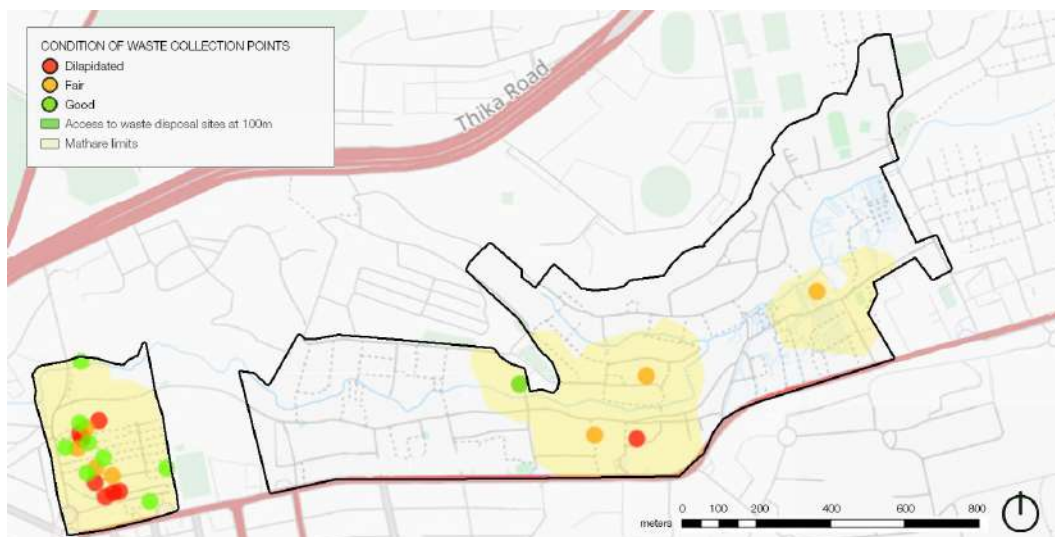 CONDITION OF WASTE COLLECTION POINTS
Dilapidated
Fair
Good
Access to waste disposal sites at 100m
Mathare limits
Thika Road
meters 0 100 200 400 600 800